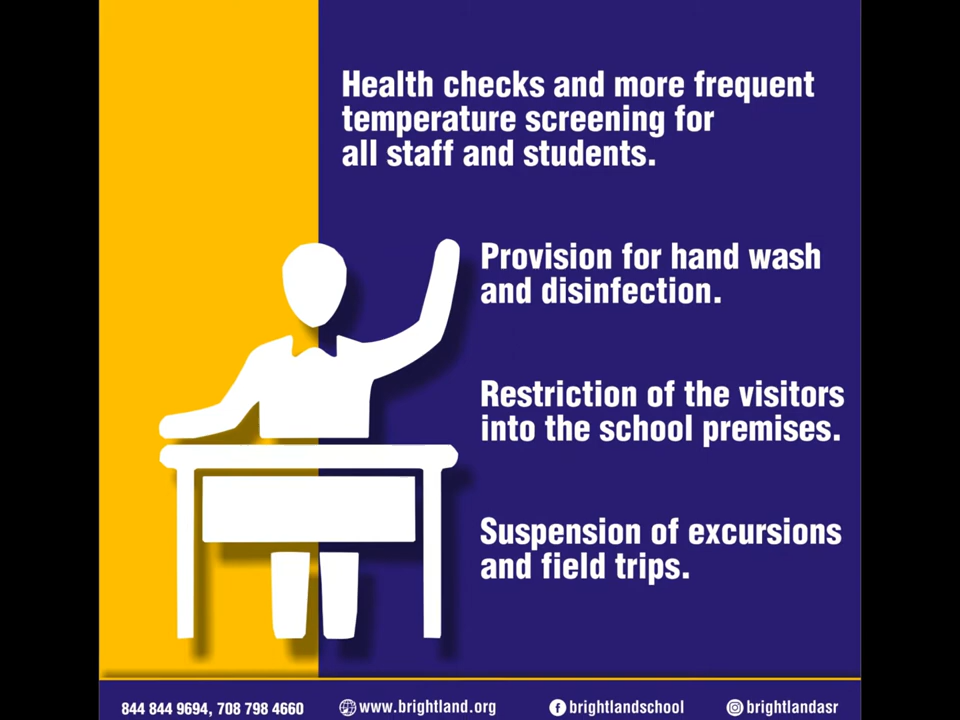 Health checks and more frequent
temperature screening for
all staff and students.
Provision for hand wash
and disinfection.
Restriction of the visitors
into the school premises.
Suspension of excursions
and field trips.
844 844 9694, 708 798 4660 www.brightland.org brightlandschool brightlandasr